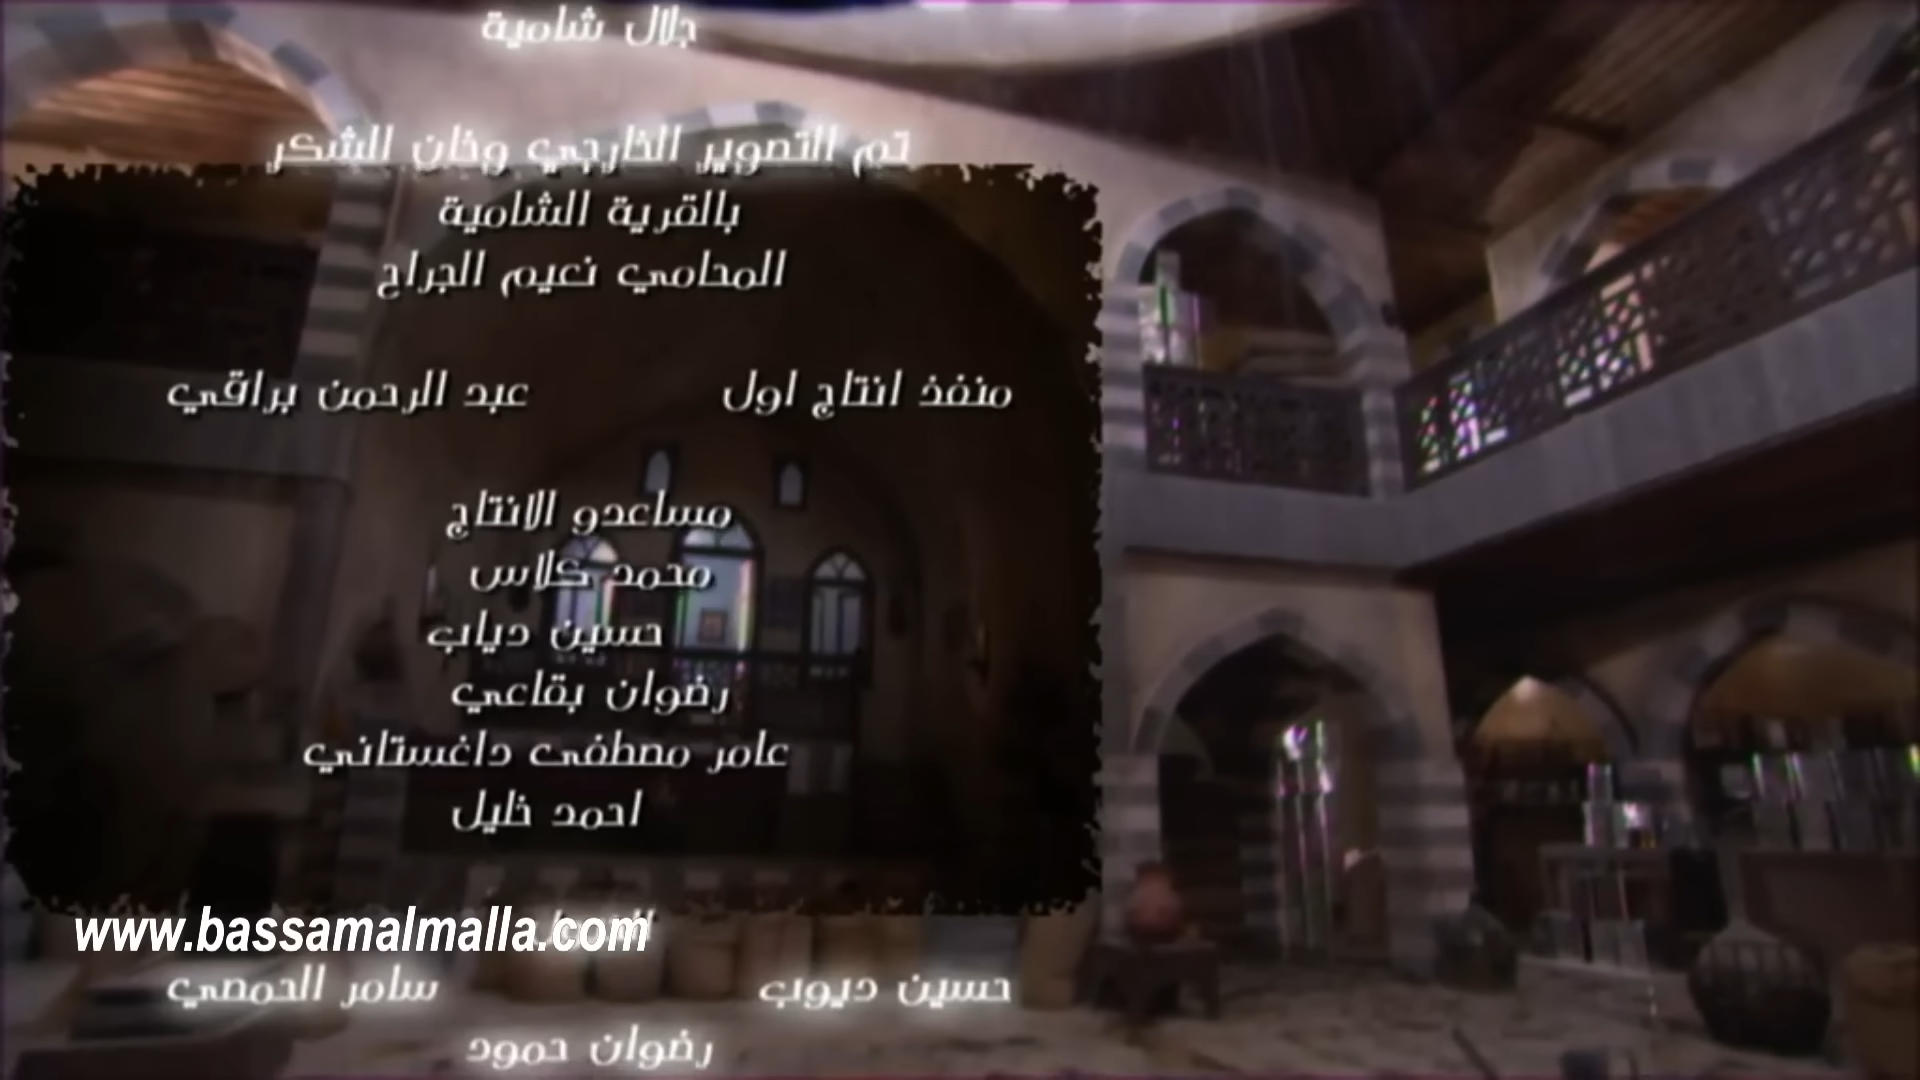 جلال شامية
تم التصوير الخارجي وخان الشكر
بالقرية الشامية
المحامي نعيم الجراح
منفذ انتاج اول عبد الرحمن براقي
مساعدو الانتاج
محمد كلاس
حسين دياب
رضوان بقاعي
عامر مصطفى داغستاني
احمد خليل
www.bassamalmalla.com
حسين ديوب سامر الحمصي
رضوان حمود